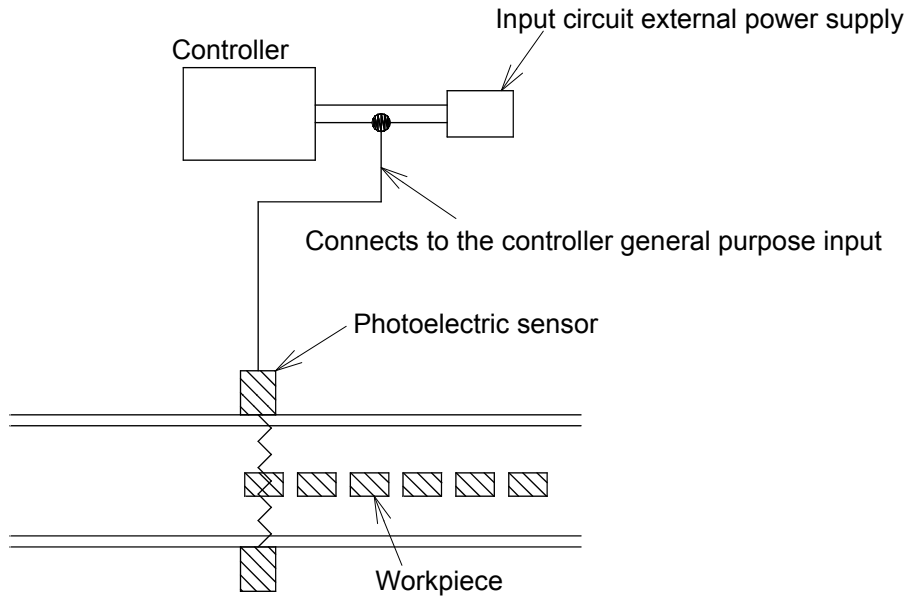 Input circuit external power supply
Controller
Connects to the controller general purpose input
Photoelectric sensor
Workpiece